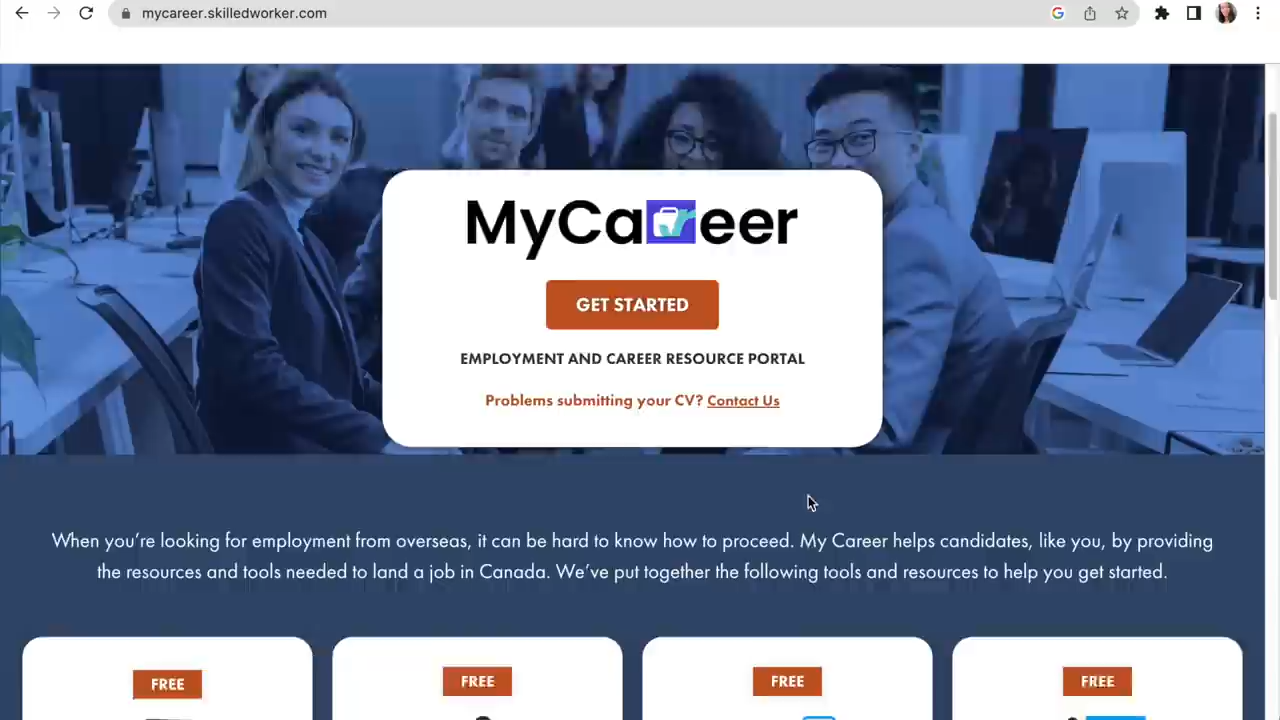 mycareer.skilledworker.com
MyCareer
GET STARTED
EMPLOYMENT AND CAREER RESOURCE PORTAL
Problems submitting your CV? Contact Us
When you're looking for employment from overseas, it can be hard to know how to proceed. My Career helps candidates, like you, by providing
the resources and tools needed to land a job in Canada. We've put together the following tools and resources to help you get started.
FREE
FREE
FREE
FREE